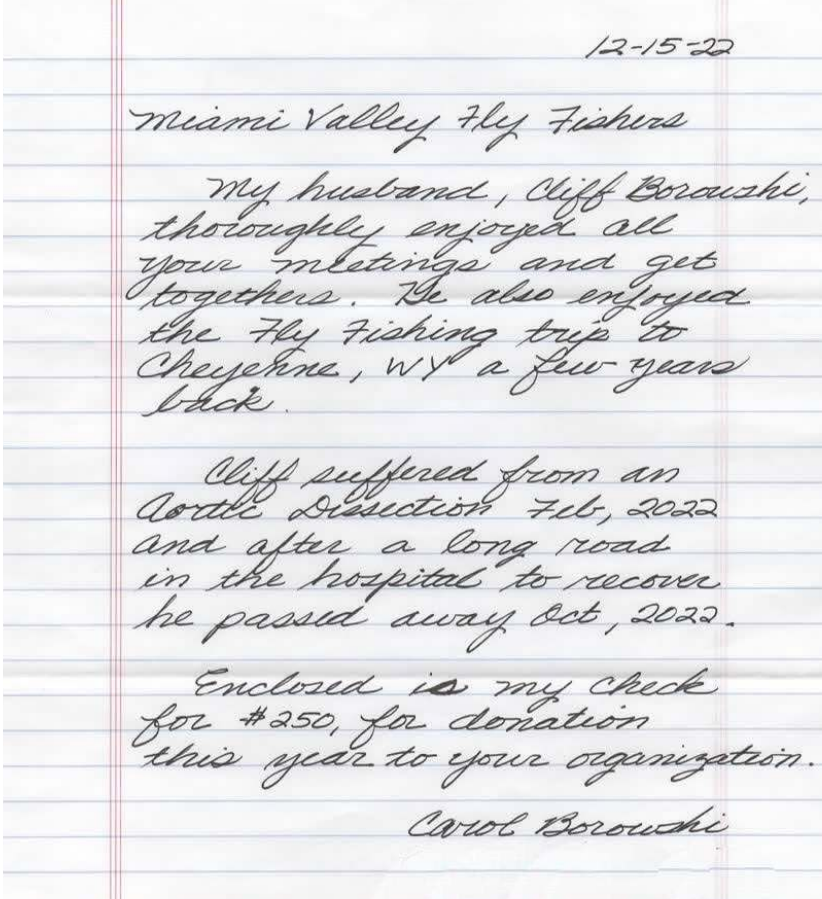 12-15-22
Miami Valley Fly Fishers
My husband, Cliff Borowski,
thoroughly enjoyed all
your meetings and get
togethers. He also enjoyed
the Fly Fishing trip to
Cheyenne, WY a few years
back.
Cliff suffered from an
Aortic Dissection Feb, 2022
and after a long road
in the hospital to recover
he passed away Oct, 2022.
Enclosed is my check
for $250, for donation
this year to your organization.
Carol Borowski